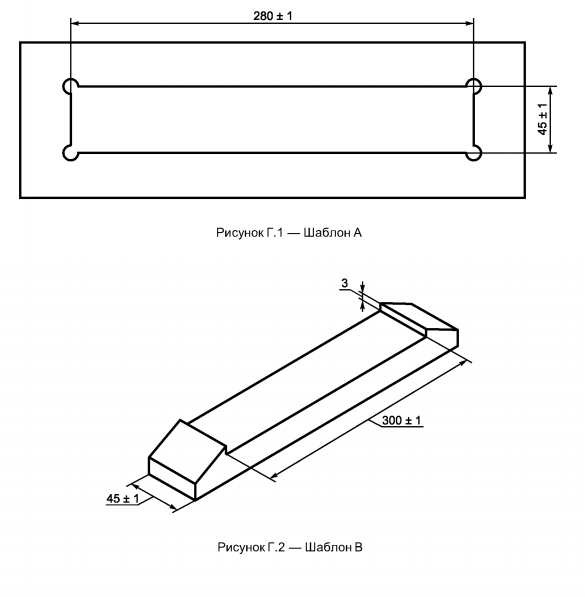 280 ± 1
45 ± 1
Рисунок Г.1 — Шаблон А
3
300 ± 1
45 ± 1
Рисунок Г.2 — Шаблон В